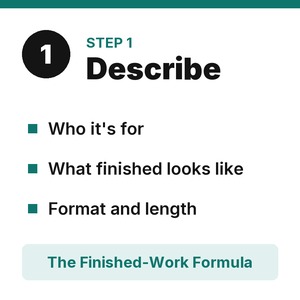 1
STEP 1
Describe
Who it's for
What finished looks like
Format and length
The Finished-Work Formula